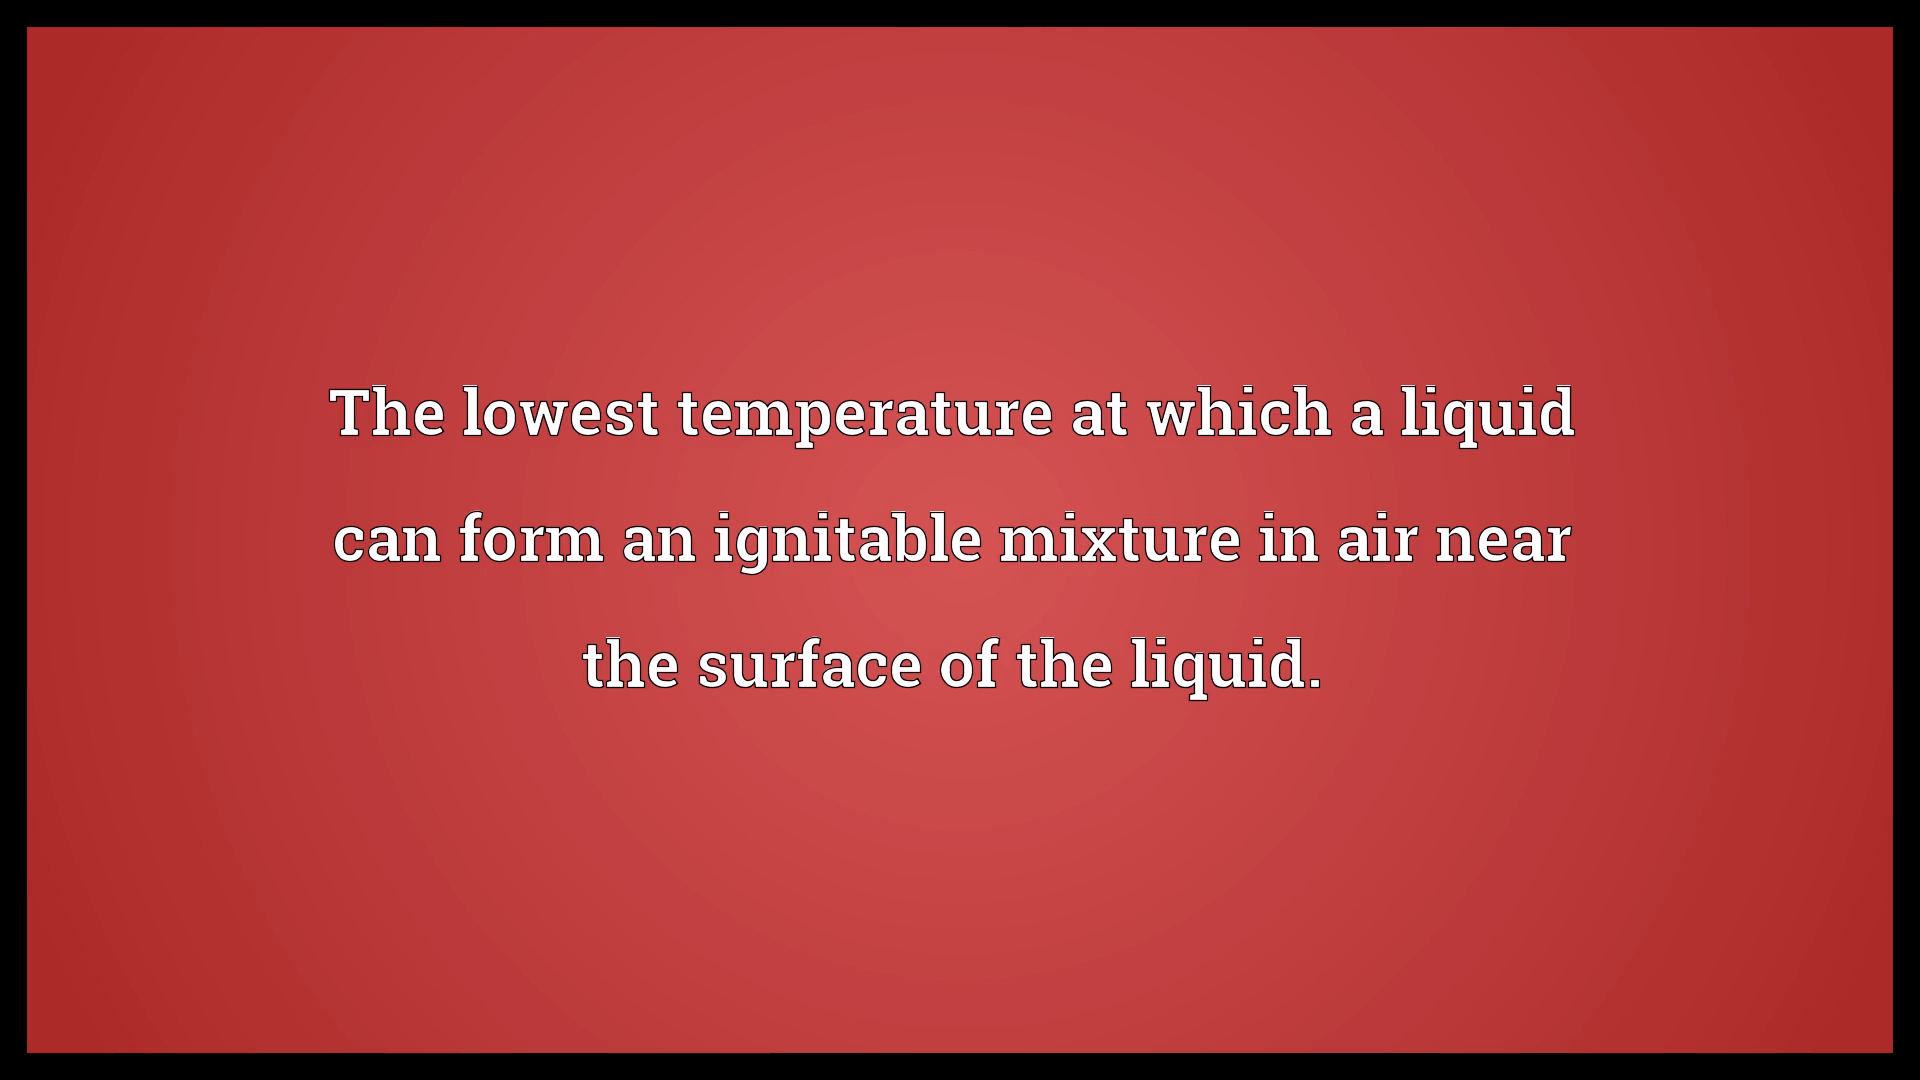 The lowest temperature at which a liquid
can form an ignitable mixture in air near
the surface of the liquid.